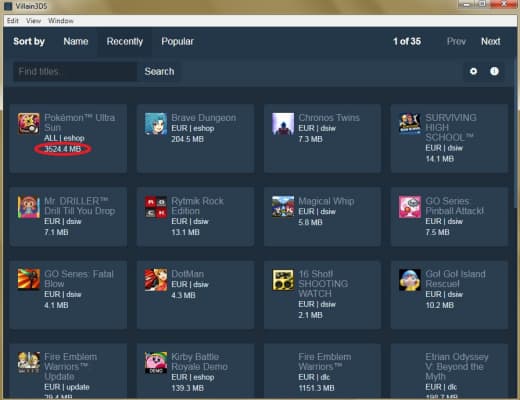 Villain3DS
Edit View Window
Sort by Name Recently Popular 1 of 35 Prev Next
Find titles... Search
Pokémon™ Ultra
Sun
ALL | eshop
3524.4 MB
Brave Dungeon
EUR | eshop
204.5 MB
Chronos Twins
EUR | dsiw
7.3 MB
SURVIVING
HIGH
SCHOOL™
EUR | dsiw
14.1 MB
Mr. DRILLER™
Drill Till You Drop
EUR | dsiw
7.1 MB
Rytmik Rock
Edition
EUR | dsiw
13.1 MB
Magical Whip
EUR | dsiw
5.8 MB
GO Series:
Pinball Attack!
EUR | dsiw
7.5 MB
GO Series: Fatal
Blow
EUR | dsiw
4.1 MB
DotMan
EUR | dsiw
4.3 MB
16 Shot!
SHOOTING
WATCH
EUR | dsiw
2.1 MB
Go! Go! Island
Rescue!
EUR | dsiw
10.2 MB
Fire Emblem
Warriors™
Update
EUR | update
29.4 MB
DEMO
Kirby Battle
Royale Demo
EUR | eshop
139.3 MB
Fire Emblem
Warriors™
EUR | dlc
1151.3 MB
Etrian Odyssey
V: Beyond the
Myth
EUR | dlc
198.7 MB